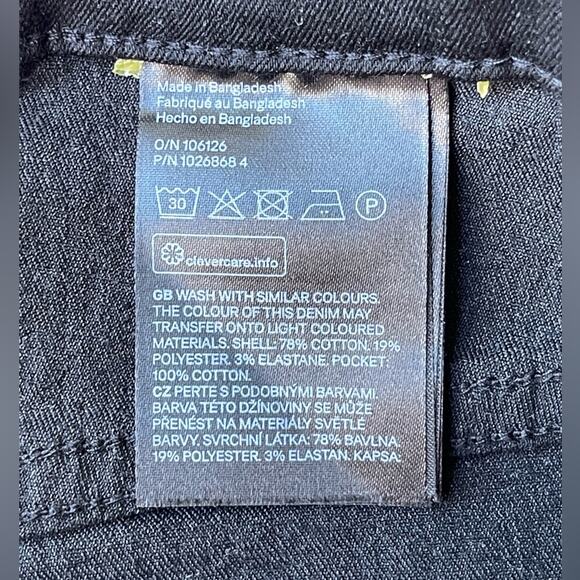 Made in Bangladesh
Fabriqué au Bangladesh
Hecho en Bangladesh
O/N 106126
P/N 1026868 4
30
P
clevercare.info
GB WASH WITH SIMILAR COLOURS.
THE COLOUR OF THIS DENIM MAY
TRANSFER ONTO LIGHT COLOURED
MATERIALS. SHELL: 78% COTTON. 19%
POLYESTER. 3% ELASTANE. POCKET:
100% COTTON.
CZ PERTE S PODOBNÝMI BARVAMI.
BARVA TÉTO DŽÍNOVINY SE MŮŽE
PŘENÉST NA MATERIÁLY SVĚTLÉ
BARVY. SVRCHNÍ LÁTKA: 78% BAVLNA.
19% POLYESTER. 3% ELASTAN. KAPSA: